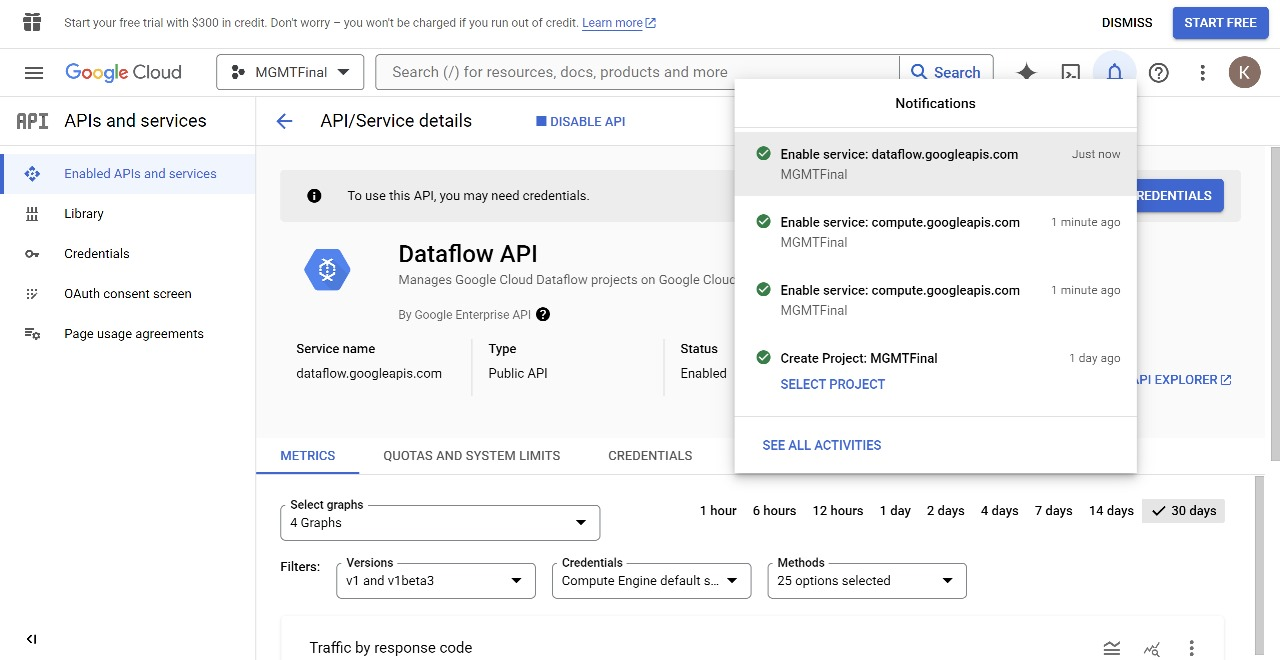 Start your free trial with $300 in credit. Don't worry – you won't be charged if you run out of credit. Learn more
DISMISS
START FREE
Google Cloud
MGMTFinal
Search (/) for resources, docs, products and more
Search
K
API
APIs and services
API/Service details
DISABLE API
Notifications
Enabled APIs and services
Library
Credentials
OAuth consent screen
Page usage agreements
To use this API, you may need credentials.
REDENTIALS
Dataflow API
Manages Google Cloud Dataflow projects on Google Cloud
By Google Enterprise API
Service name
dataflow.googleapis.com
Type
Public API
Status
Enabled
API EXPLORER
Enable service: dataflow.googleapis.com
Just now
MGMTFinal
Enable service: compute.googleapis.com
1 minute ago
MGMTFinal
Enable service: compute.googleapis.com
1 minute ago
MGMTFinal
Create Project: MGMTFinal
1 day ago
SELECT PROJECT
SEE ALL ACTIVITIES
METRICS
QUOTAS AND SYSTEM LIMITS
CREDENTIALS
Select graphs
4 Graphs
1 hour
6 hours
12 hours
1 day
2 days
4 days
7 days
14 days
30 days
Filters:
Versions
v1 and v1beta3
Credentials
Compute Engine default s...
Methods
25 options selected
Traffic by response code